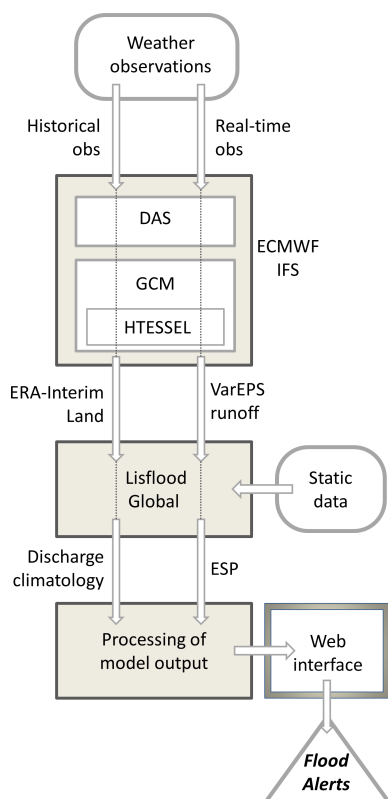 Weather
observations
Historical
obs
Real-time
obs
DAS
ECMWF
IFS
GCM
HTESSEL
ERA-Interim
Land
VarEPS
runoff
Lisflood
Global
Static
data
Discharge
climatology
ESP
Processing of
model output
Web
interface
Flood
Alerts